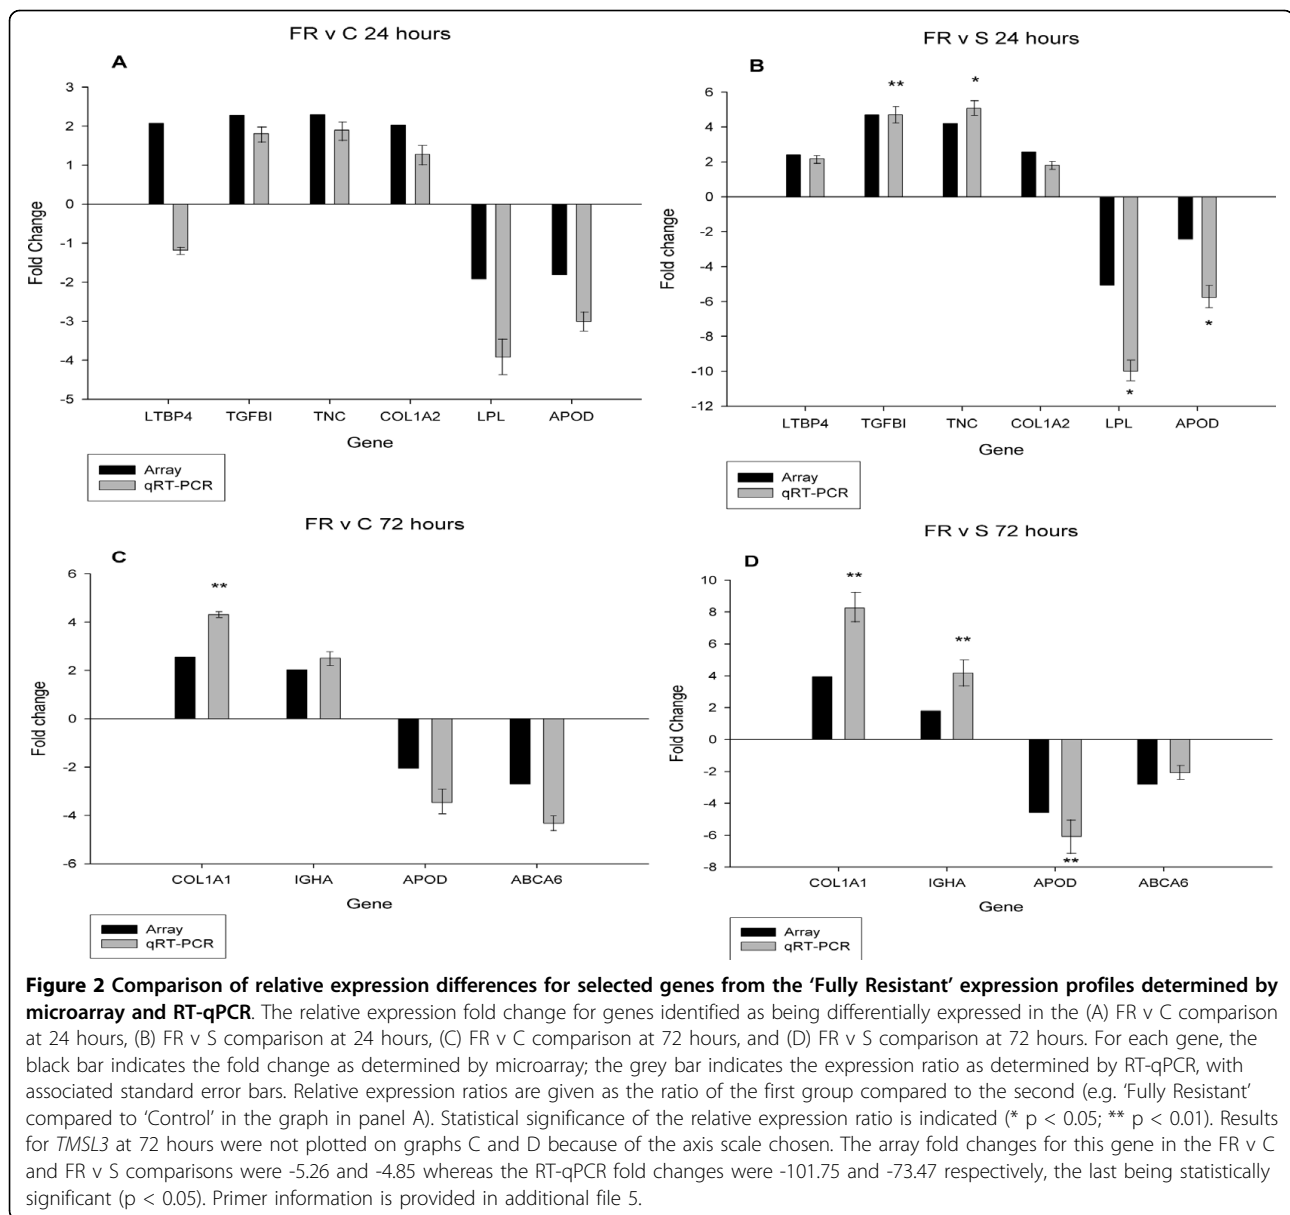 FR v C 24 hours
A
3
2
1
0
-1
-2
-3
-4
-5
Fold Change
LTBP4 TGFBI TNC COL1A2 LPL APOD
Gene
Array
qRT-PCR
FR v S 24 hours
B
** *
6
4
2
0
-2
-4
-6
-8
-10
-12
Fold Change
*
*
LTBP4 TGFBI TNC COL1A2 LPL APOD
Gene
Array
qRT-PCR
FR v C 72 hours
C
**
6
4
2
0
-2
-4
-6
Fold change
COL1A1 IGHA APOD ABCA6
Gene
Array
qRT-PCR
FR v S 72 hours
D
**
**
10
8
6
4
2
0
-2
-4
-6
-8
Fold Change
**
COL1A1 IGHA APOD ABCA6
Gene
Array
qRT-PCR
Figure 2 Comparison of relative expression differences for selected genes from the ‘Fully Resistant’ expression profiles determined by
microarray and RT-qPCR. The relative expression fold change for genes identified as being differentially expressed in the (A) FR v C comparison
at 24 hours, (B) FR v S comparison at 24 hours, (C) FR v C comparison at 72 hours, and (D) FR v S comparison at 72 hours. For each gene, the
black bar indicates the fold change as determined by microarray; the grey bar indicates the expression ratio as determined by RT-qPCR, with
associated standard error bars. Relative expression ratios are given as the ratio of the first group compared to the second (e.g. ‘Fully Resistant’
compared to ‘Control’ in the graph in panel A). Statistical significance of the relative expression ratio is indicated (* p < 0.05; ** p < 0.01). Results
for TMSL3 at 72 hours were not plotted on graphs C and D because of the axis scale chosen. The array fold changes for this gene in the FR v C
and FR v S comparisons were -5.26 and -4.85 whereas the RT-qPCR fold changes were -101.75 and -73.47 respectively, the last being statistically
significant (p < 0.05). Primer information is provided in additional file 5.